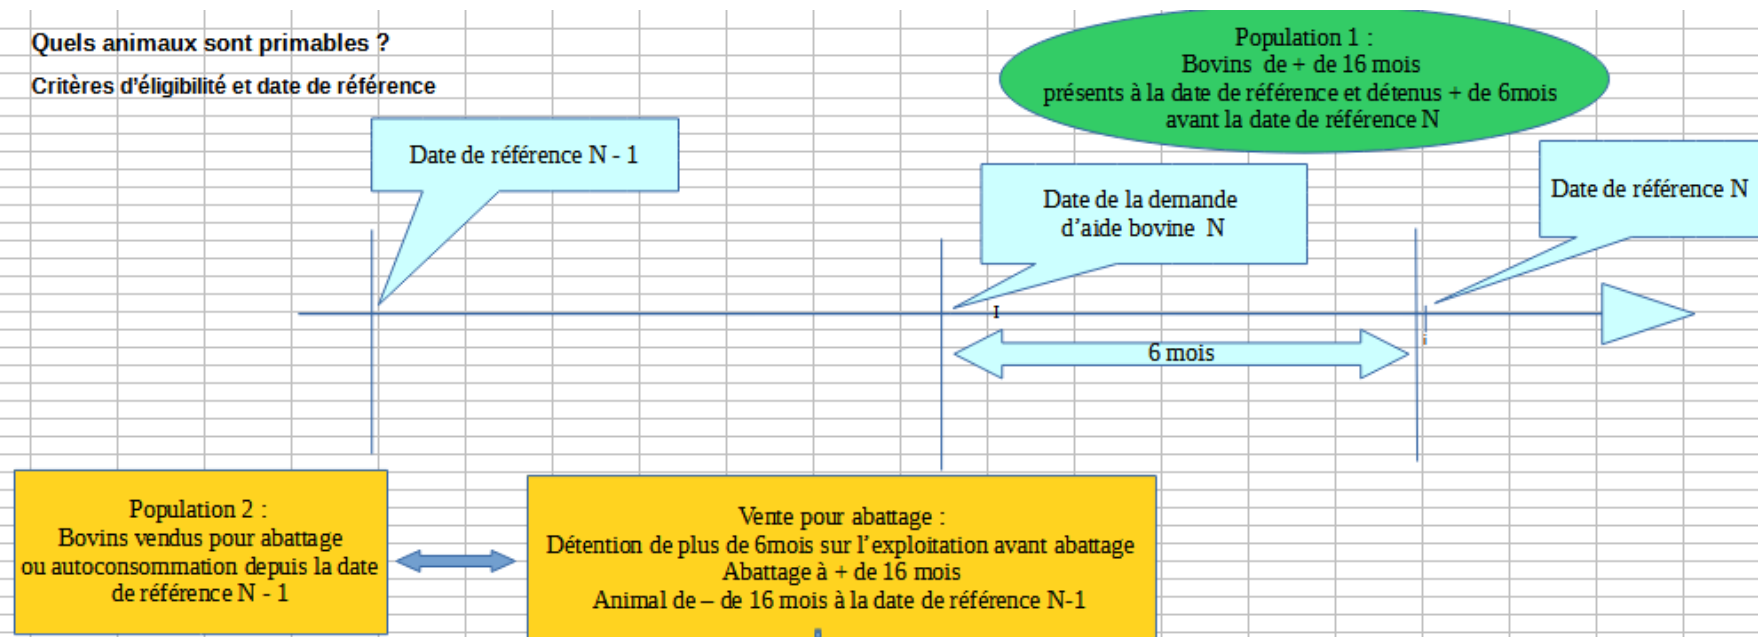 Quels animaux sont primables ?
Critères d'éligibilité et date de référence
Population 1 :
Bovins de + de 16 mois
présents à la date de référence et détenus + de 6mois
avant la date de référence N
Date de référence N - 1
Date de la demande
d'aide bovine N
Date de référence N
6 mois
Population 2 :
Bovins vendus pour abattage
ou autoconsommation depuis la date
de référence N - 1
Vente pour abattage :
Détention de plus de 6mois sur l'exploitation avant abattage
Abattage à + de 16 mois
Animal de – de 16 mois à la date de référence N-1